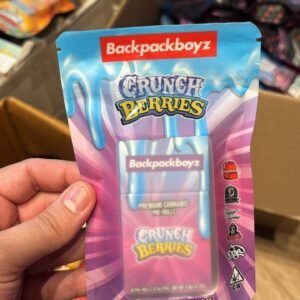 Backpackboyz
CRUNCH
BERRIES
Backpackboyz
PREMIUM CANNABIS
PRE-ROLLS
CRUNCH
BERRIES